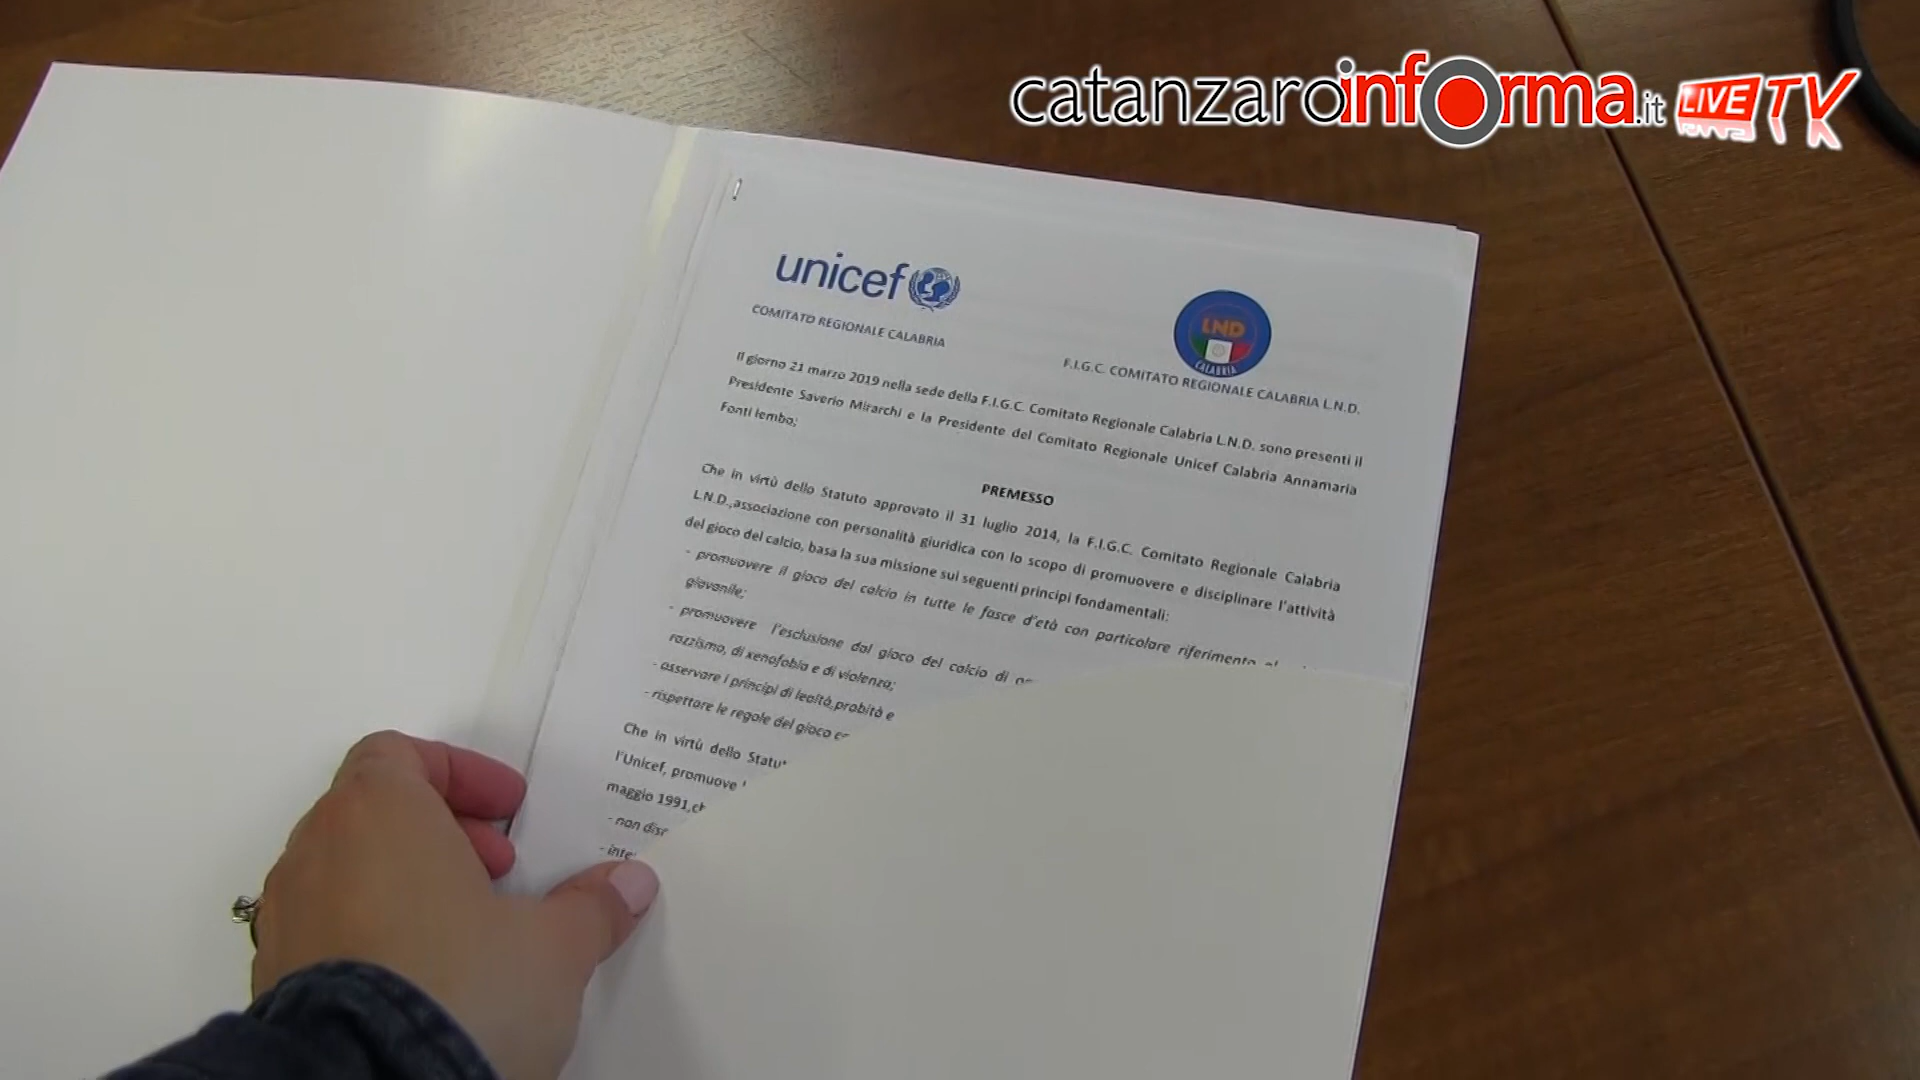 catanzaroinforma.it LIVE TV
unicef
COMITATO REGIONALE CALABRIA
LND
CALABRIA
F.I.G.C. COMITATO REGIONALE CALABRIA L.N.D.
Il giorno 21 marzo 2019 nella sede della F.I.G.C. Comitato Regionale Calabria L.N.D. sono presenti il
Presidente Saverio Mirarchi e la Presidente del Comitato Regionale Unicef Calabria Annamaria
Fonti Iembo;
PREMESSO
Che in virtù dello Statuto approvato il 31 luglio 2014, la F.I.G.C. Comitato Regionale Calabria
L.N.D.,associazione con personalità giuridica con lo scopo di promuovere e disciplinare l'attività
del gioco del calcio, basa la sua missione sui seguenti principi fondamentali:
- promuovere il gioco del calcio in tutte le fasce d'età con particolare riferimento
giovanile;
- promuovere l'esclusione dal gioco del calcio di
razzismo, di xenofobia e di violenza;
- osservare i principi di lealtà,probità e
- rispettare le regole del gioco
Che in virtù dello
l'Unicef, promuove
maggio 1991,
- non